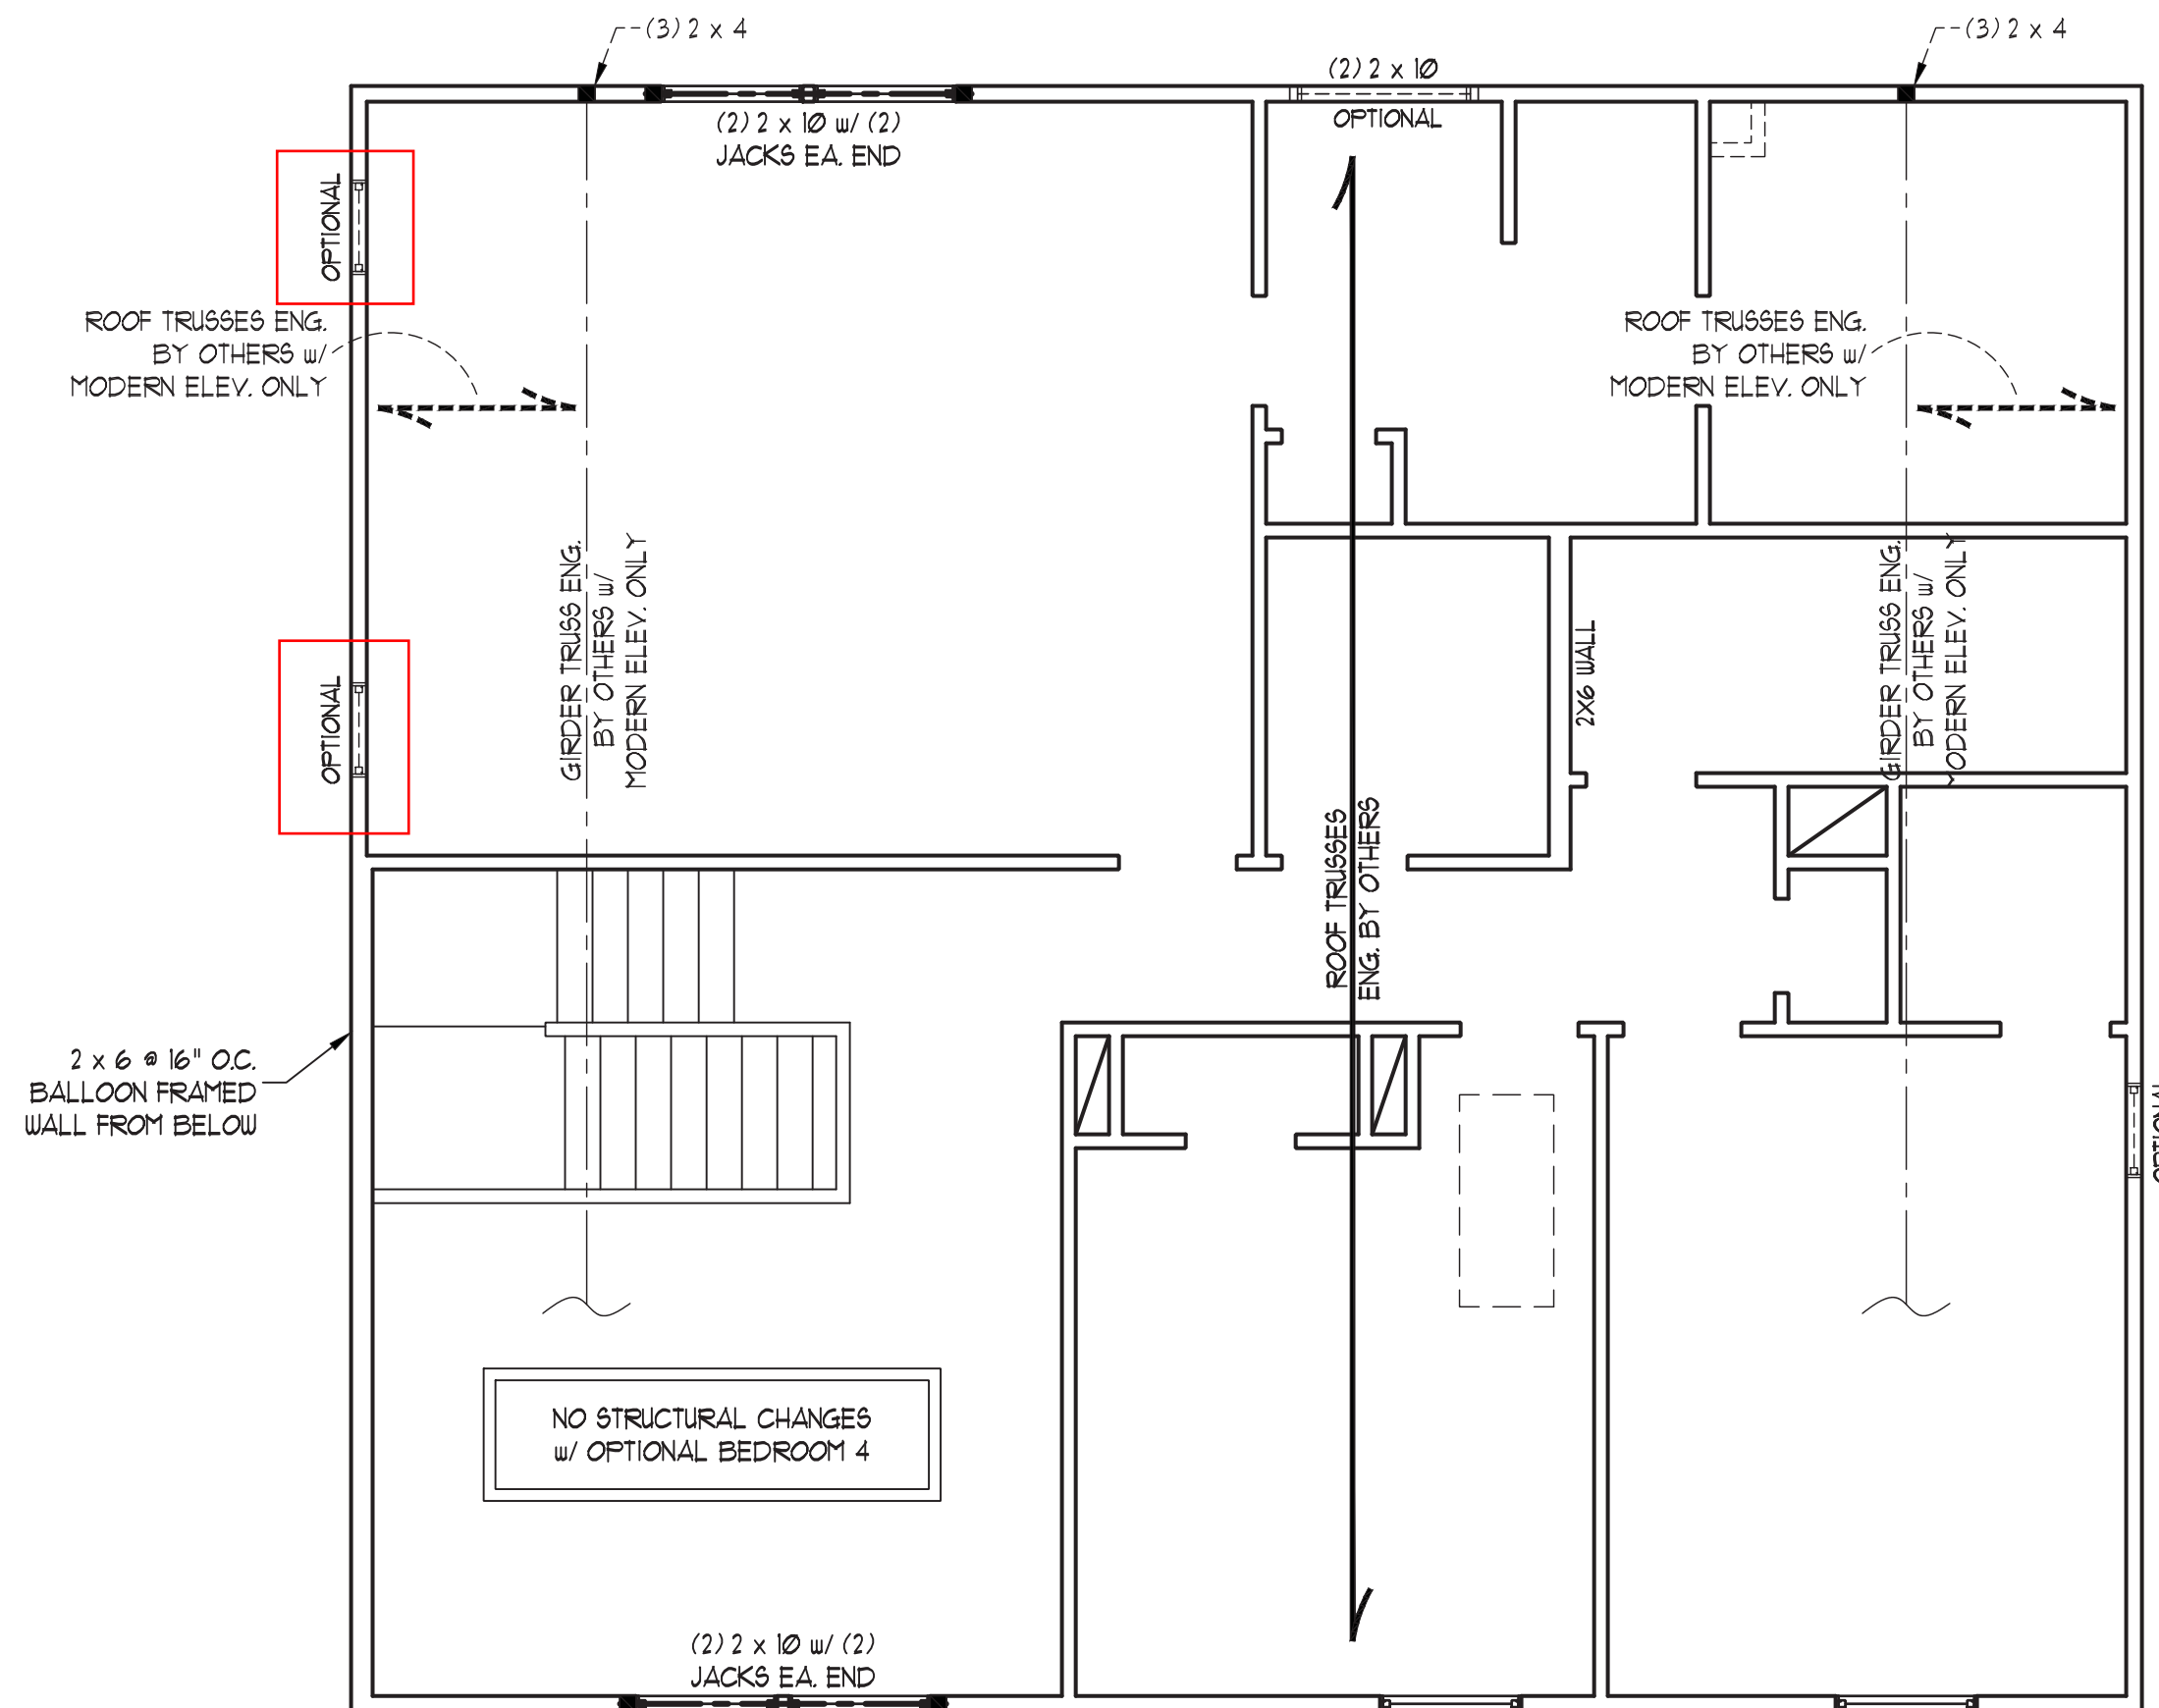 (3) 2 x 4
(3) 2 x 4
(2) 2 x 10
OPTIONAL
(2) 2 x 10 w/ (2)
JACKS EA. END
OPTIONAL
ROOF TRUSSES ENG.
BY OTHERS w/
MODERN ELEV. ONLY
ROOF TRUSSES ENG.
BY OTHERS w/
MODERN ELEV. ONLY
GIRDER TRUSS ENG.
BY OTHERS w/
MODERN ELEV. ONLY
GIRDER TRUSS ENG.
BY OTHERS w/
MODERN ELEV. ONLY
OPTIONAL
2X6 WALL
ROOF TRUSSES
ENG. BY OTHERS
2 x 6 @ 16" O.C.
BALLOON FRAMED
WALL FROM BELOW
OPTIONAL
NO STRUCTURAL CHANGES
w/ OPTIONAL BEDROOM 4
(2) 2 x 10 w/ (2)
JACKS EA. END